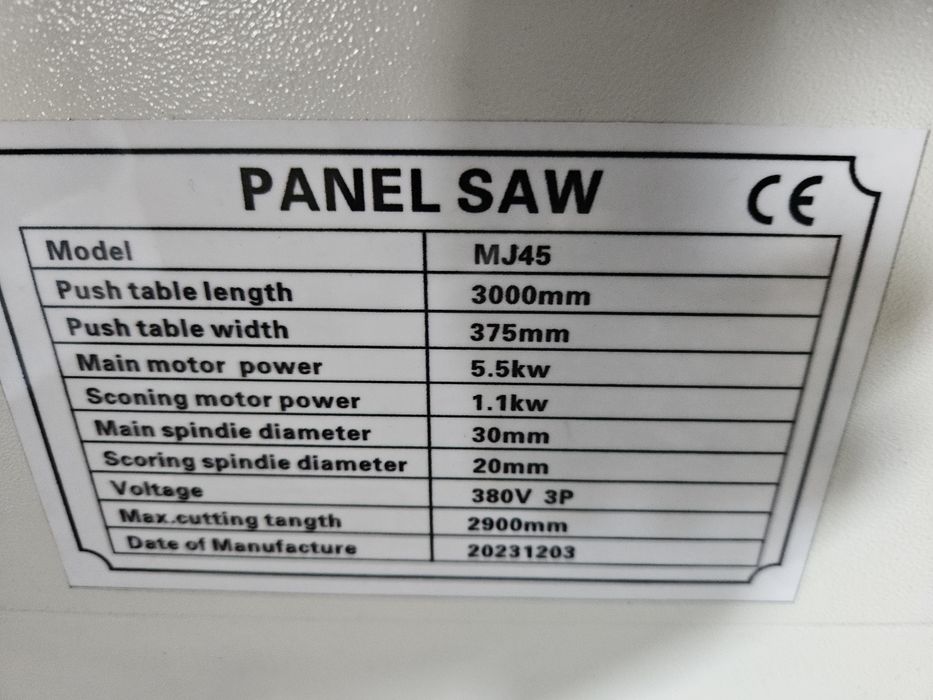 PANEL SAW CE
Model MJ45
Push table length 3000mm
Push table width 375mm
Main motor power 5.5kw
Sconing motor power 1.1kw
Main spindie diameter 30mm
Scoring spindie diameter 20mm
Voltage 380V 3P
Max.cutting tangth 2900mm
Date of Manufacture 20231203